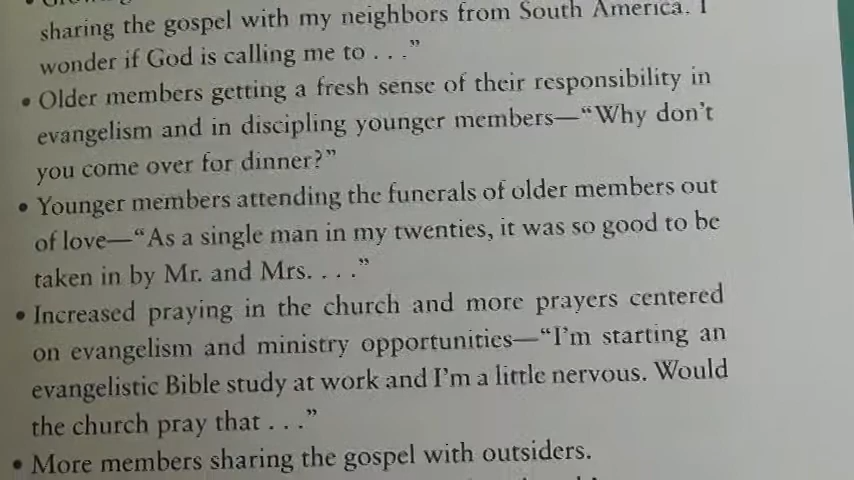 sharing the gospel with my neighbors from South America. I
wonder if God is calling me to . . .”
• Older members getting a fresh sense of their responsibility in
evangelism and in discipling younger members—“Why don’t
you come over for dinner?”
• Younger members attending the funerals of older members out
of love—“As a single man in my twenties, it was so good to be
taken in by Mr. and Mrs. . . .”
• Increased praying in the church and more prayers centered
on evangelism and ministry opportunities—“I’m starting an
evangelistic Bible study at work and I’m a little nervous. Would
the church pray that . . .”
• More members sharing the gospel with outsiders.